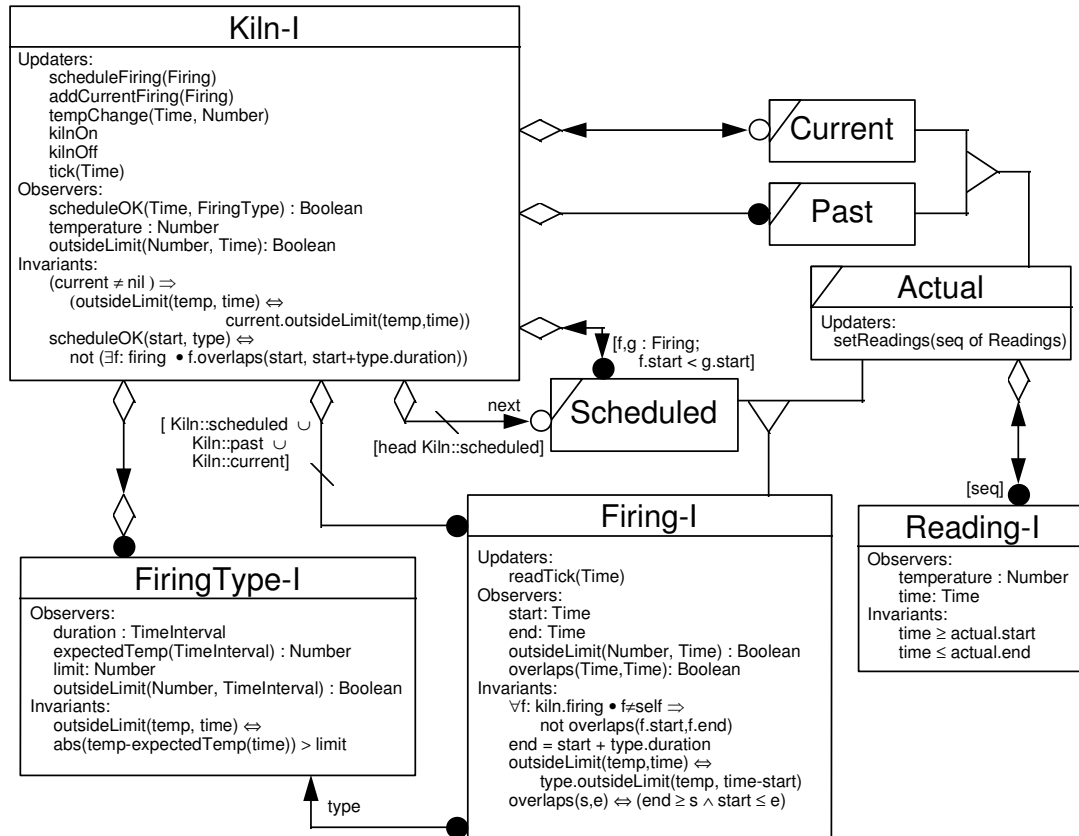 Kiln-I
Updaters:
scheduleFiring(Firing)
addCurrentFiring(Firing)
tempChange(Time, Number)
kilnOn
kilnOff
tick(Time)
Observers:
scheduleOK(Time, FiringType) : Boolean
temperature : Number
outsideLimit(Number, Time): Boolean
Invariants:
(current ≠ nil ) ⇒
(outsideLimit(temp, time) ⇔
current.outsideLimit(temp,time))
scheduleOK(start, type) ⇔
not (∃f: firing • f.overlaps(start, start+type.duration))
Current
Past
Actual
Updaters:
setReadings(seq of Readings)
[f,g : Firing;
f.start < g.start]
Scheduled
next
[head Kiln::scheduled]
[ Kiln::scheduled ∪
Kiln::past ∪
Kiln::current]
[seq]
Reading-I
Observers:
temperature : Number
time: Time
Invariants:
time ≥ actual.start
time ≤ actual.end
Firing-I
Updaters:
readTick(Time)
Observers:
start: Time
end: Time
outsideLimit(Number, Time) : Boolean
overlaps(Time,Time): Boolean
Invariants:
∀f: kiln.firing • f≠self ⇒
not overlaps(f.start,f.end)
end = start + type.duration
outsideLimit(temp,time) ⇔
type.outsideLimit(temp, time-start)
overlaps(s,e) ⇔ (end ≥ s ∧ start ≤ e)
FiringType-I
Observers:
duration : TimeInterval
expectedTemp(TimeInterval) : Number
limit: Number
outsideLimit(Number, TimeInterval) : Boolean
Invariants:
outsideLimit(temp, time) ⇔
abs(temp-expectedTemp(time)) > limit
type